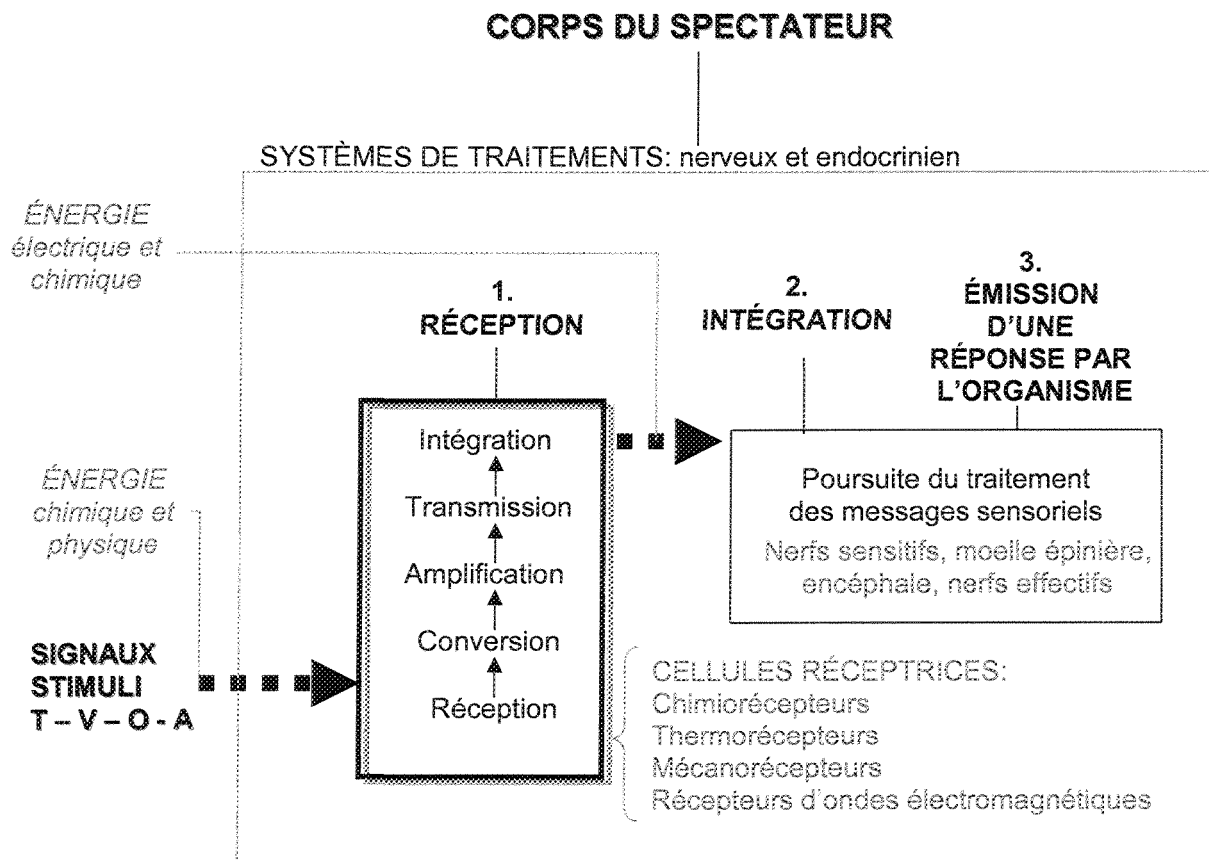 CORPS DU SPECTATEUR
SYSTÈMES DE TRAITEMENTS: nerveux et endocrinien
ÉNERGIE
électrique et
chimique
1.
RÉCEPTION
2.
INTÉGRATION
3.
ÉMISSION
D'UNE
RÉPONSE PAR
L'ORGANISME
Intégration
Transmission
Amplification
Conversion
Réception
Poursuite du traitement
des messages sensoriels
Nerfs sensitifs, moelle épinière,
encéphale, nerfs effectifs
ÉNERGIE
chimique et
physique
SIGNAUX
STIMULI
T – V – O - A
CELLULES RÉCEPTRICES:
Chimiorécepteurs
Thermorécepteurs
Mécanorécepteurs
Récepteurs d'ondes électromagnétiques